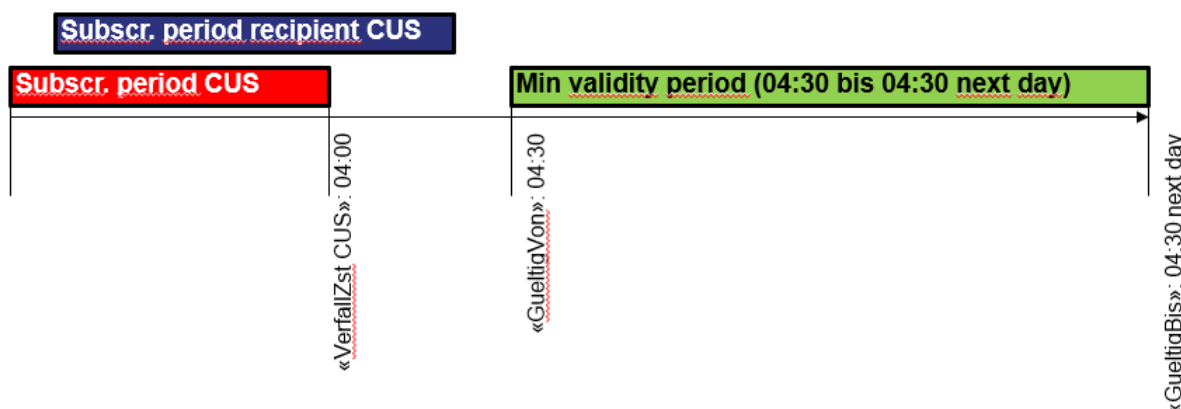 Subscr. period recipient CUS
Subscr. period CUS
Min validity period (04:30 bis 04:30 next day)
«VerfallZst CUS»: 04:00
«GueltigVon»: 04:30
«GueltigBis»: 04:30 next day